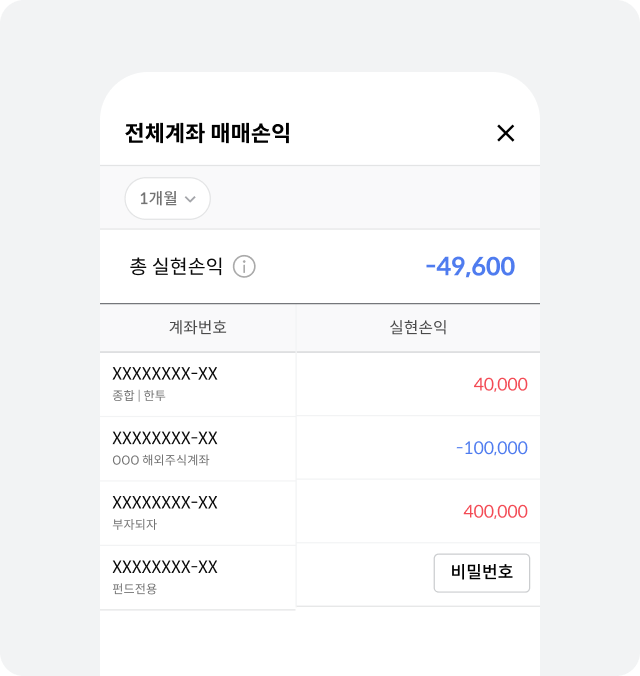 전체계좌 매매손익
1개월
총 실현손익
-49,600
계좌번호 실현손익
XXXXXXXX-XX
종합 | 한투
40,000
XXXXXXXX-XX
OOO 해외주식계좌
-100,000
XXXXXXXX-XX
부자되자
400,000
XXXXXXXX-XX
펀드전용
비밀번호